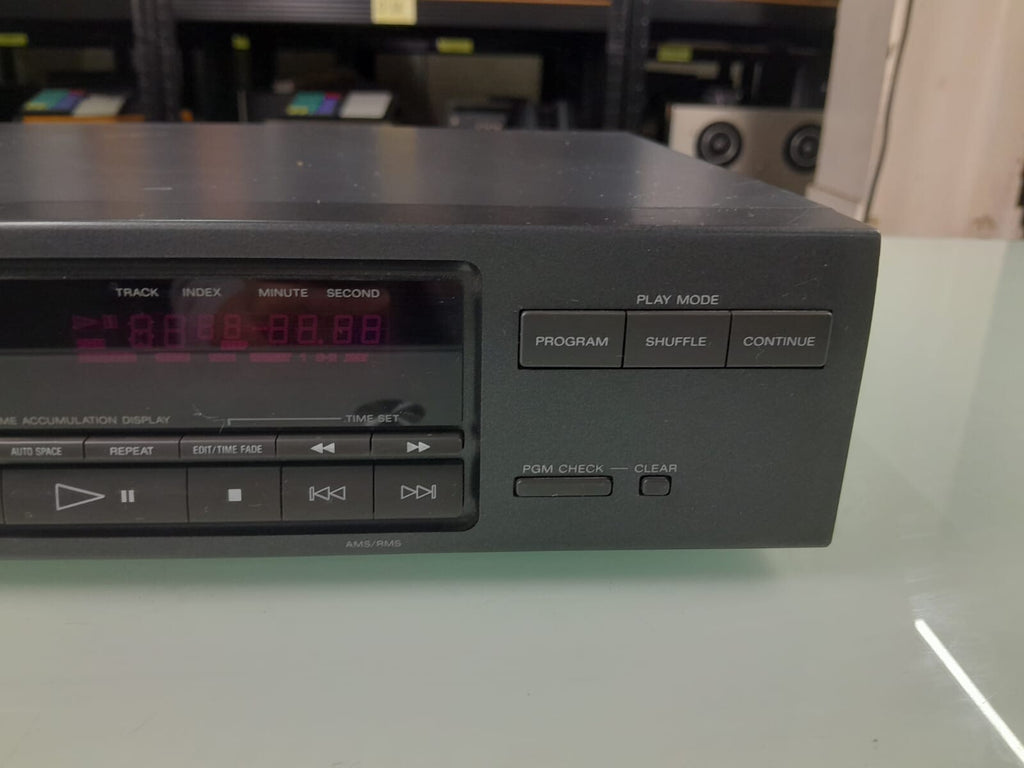 TRACK INDEX MINUTE SECOND
PLAY MODE
PROGRAM SHUFFLE CONTINUE
ME ACCUMULATION DISPLAY TIME SET
AUTO SPACE REPEAT EDIT/TIME FADE
PGM CHECK — CLEAR
AMS/RMS